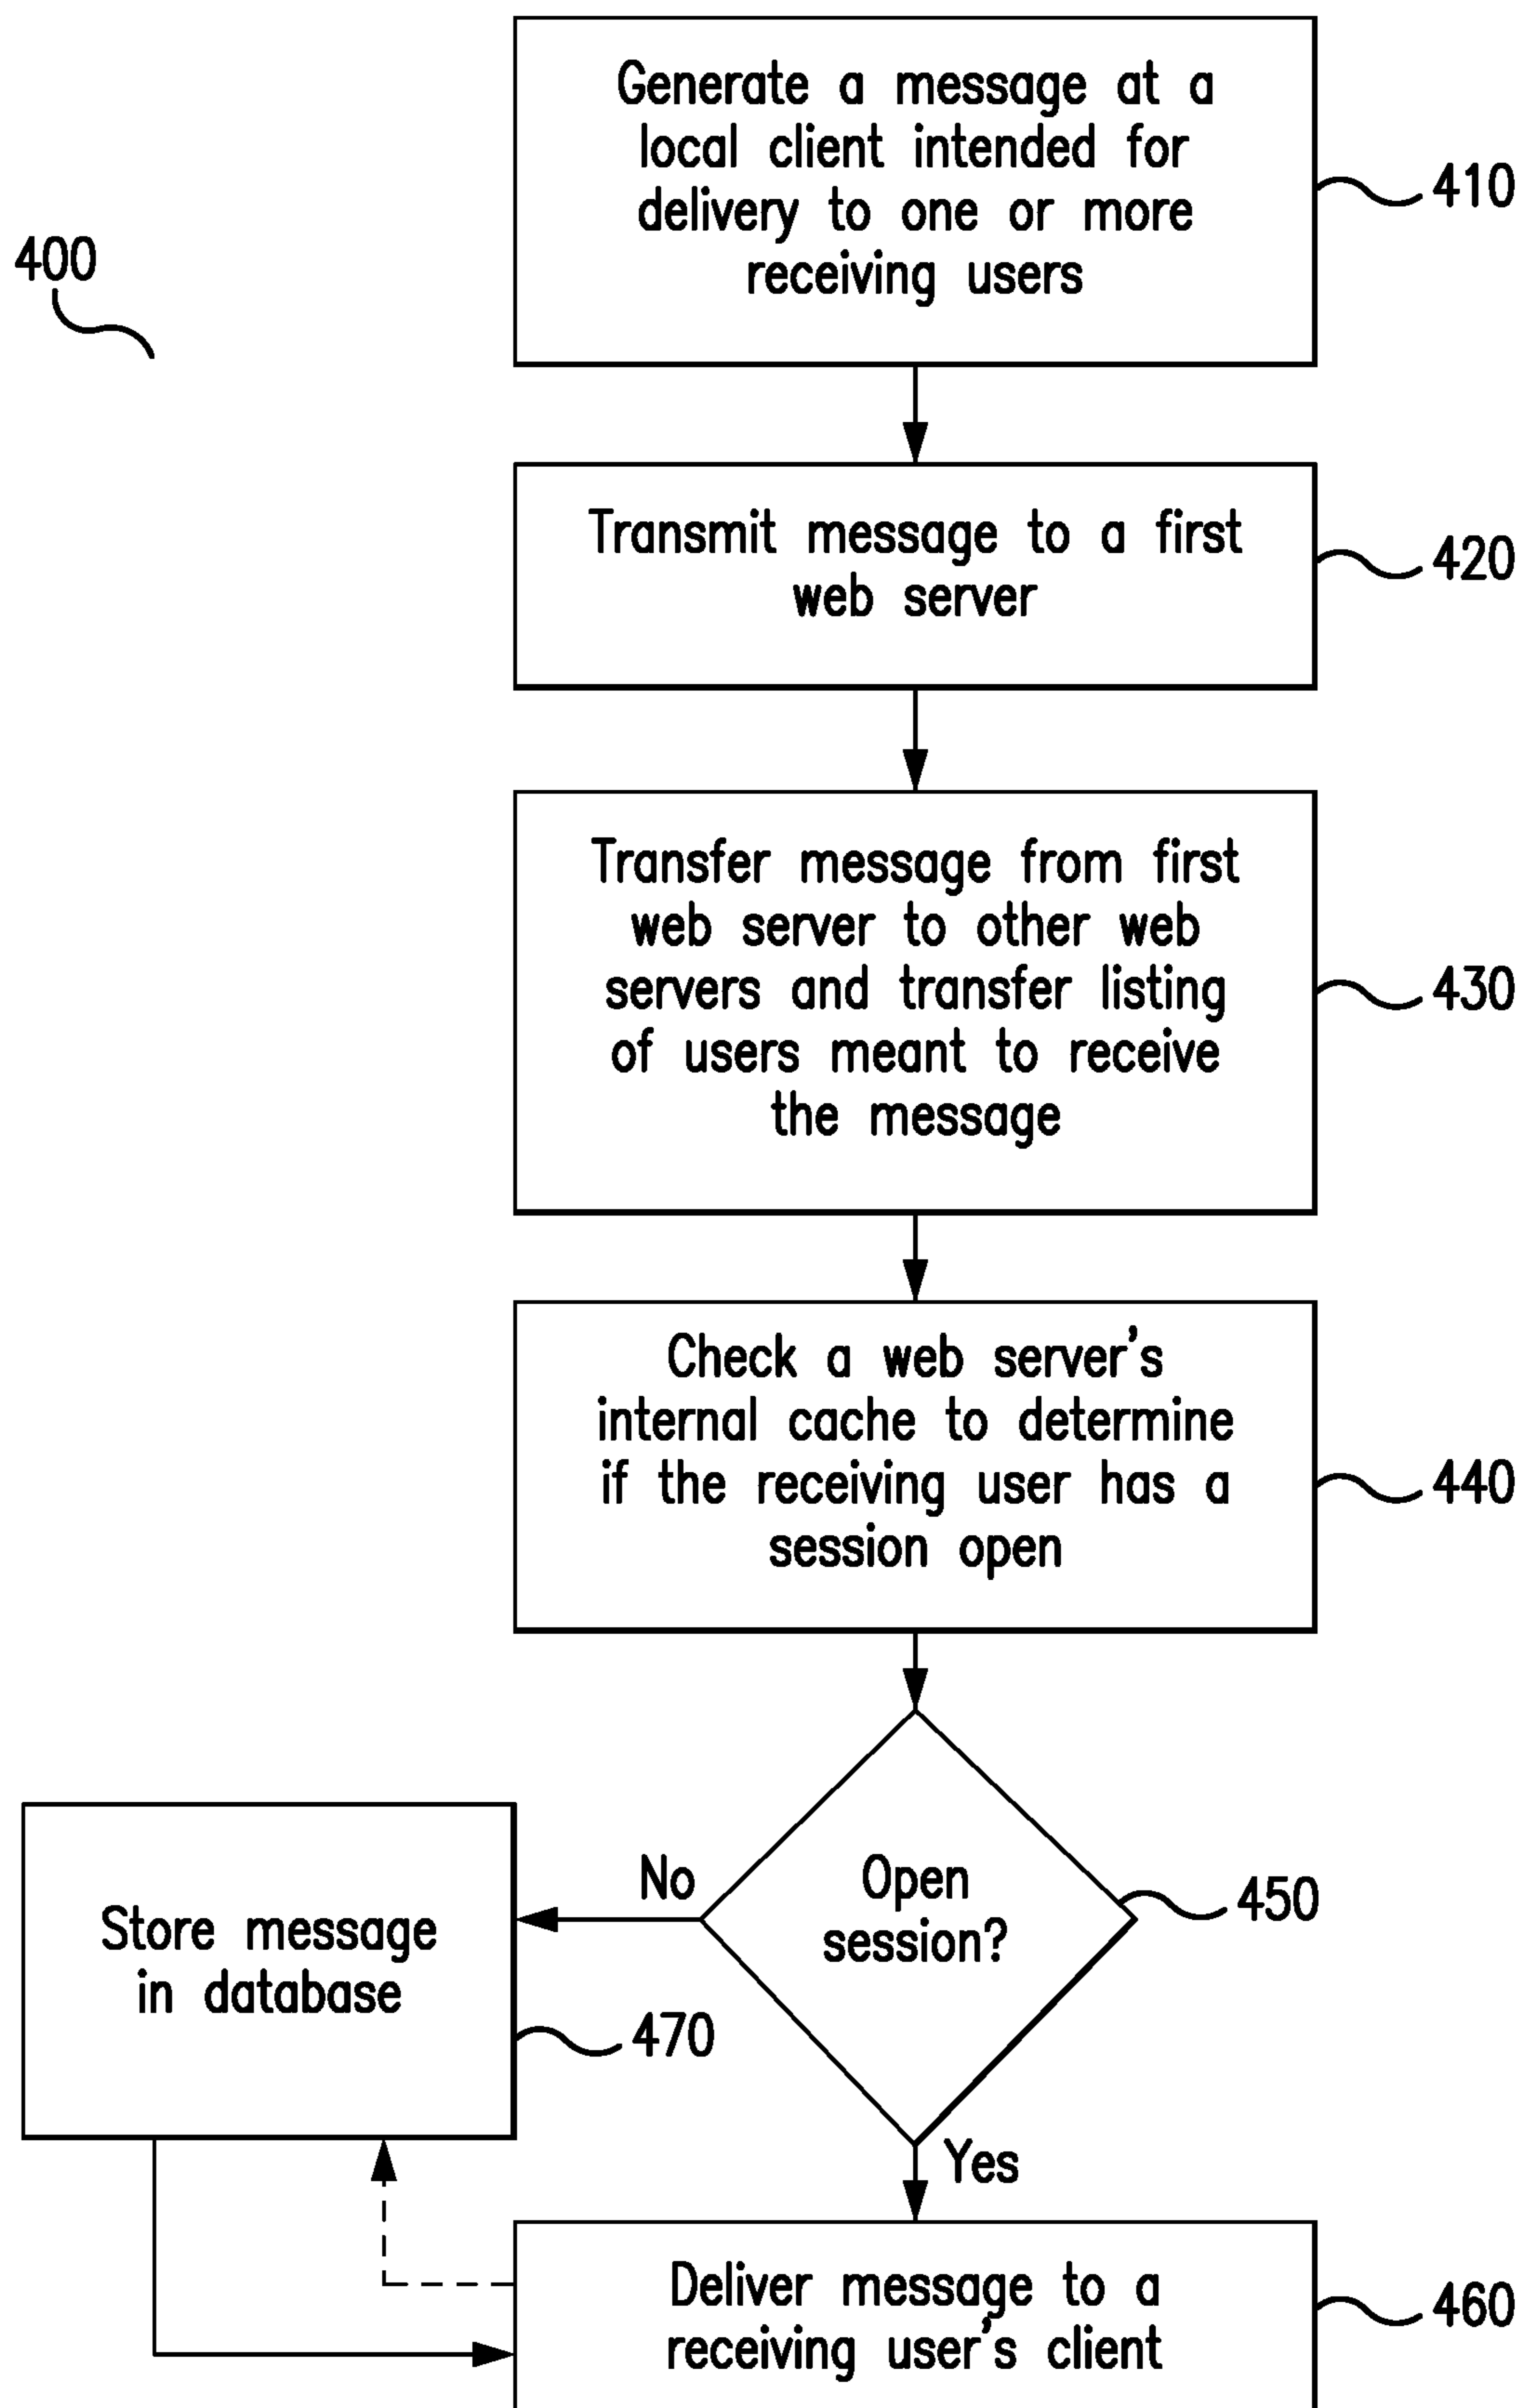 Generate a message at a
local client intended for
delivery to one or more
receiving users
410
400
Transmit message to a first
web server
420
Transfer message from first
web server to other web
servers and transfer listing
of users meant to receive
the message
430
Check a web server's
internal cache to determine
if the receiving user has a
session open
440
Open
session?
450
No
Store message
in database
470
Yes
Deliver message to a
receiving user's client
460